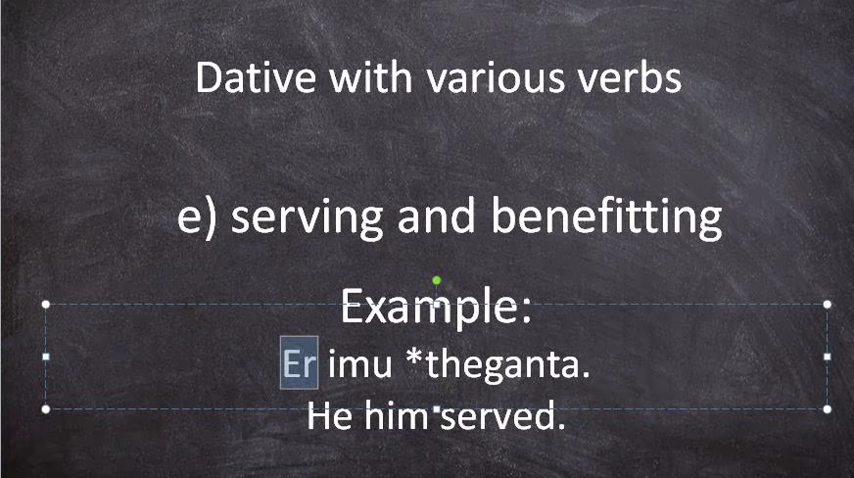 Dative with various verbs
e) serving and benefitting
Example:
Er imu *theganta.
He him served.